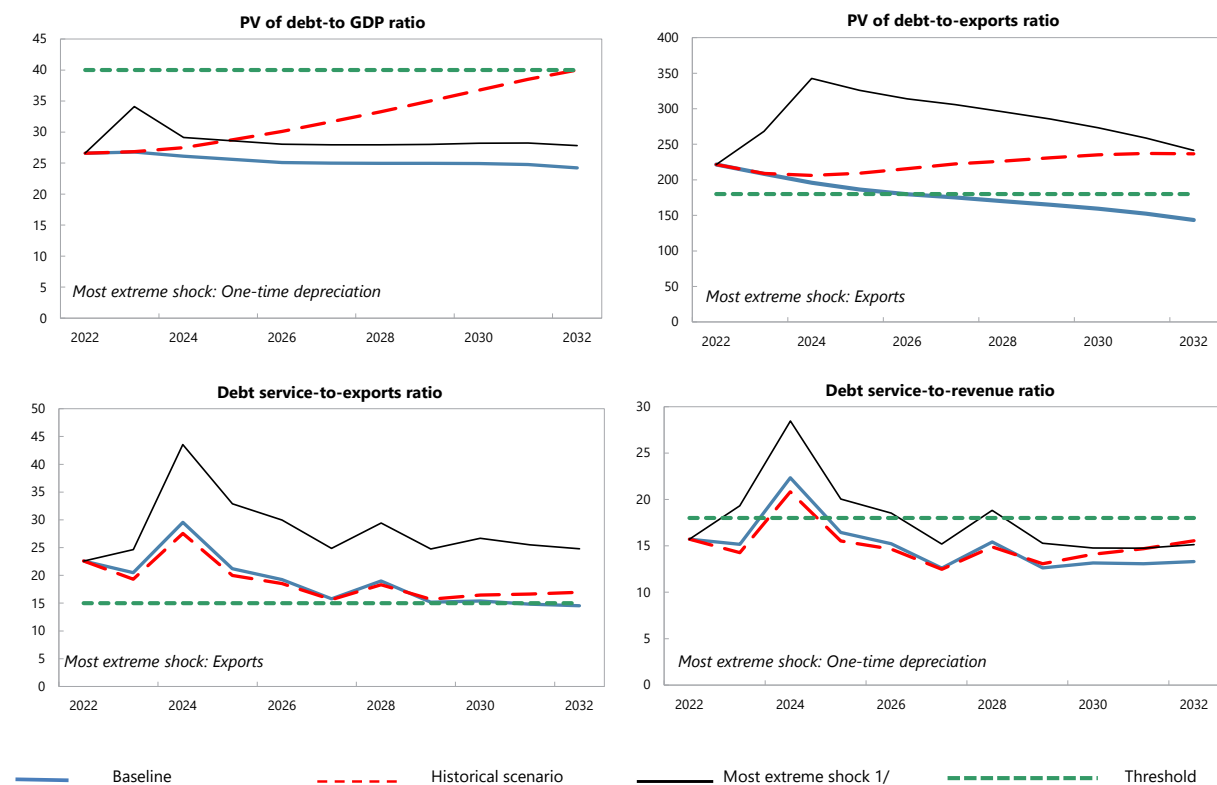 PV of debt-to GDP ratio
45
40
35
30
25
20
15
10
5
0
Most extreme shock: One-time depreciation
2022 2024 2026 2028 2030 2032
PV of debt-to-exports ratio
400
350
300
250
200
150
100
50
0
Most extreme shock: Exports
2022 2024 2026 2028 2030 2032
Debt service-to-exports ratio
50
45
40
35
30
25
20
15
10
5
0
Most extreme shock: Exports
2022 2024 2026 2028 2030 2032
Debt service-to-revenue ratio
30
25
20
15
10
5
0
Most extreme shock: One-time depreciation
2022 2024 2026 2028 2030 2032
Baseline Historical scenario Most extreme shock 1/ Threshold